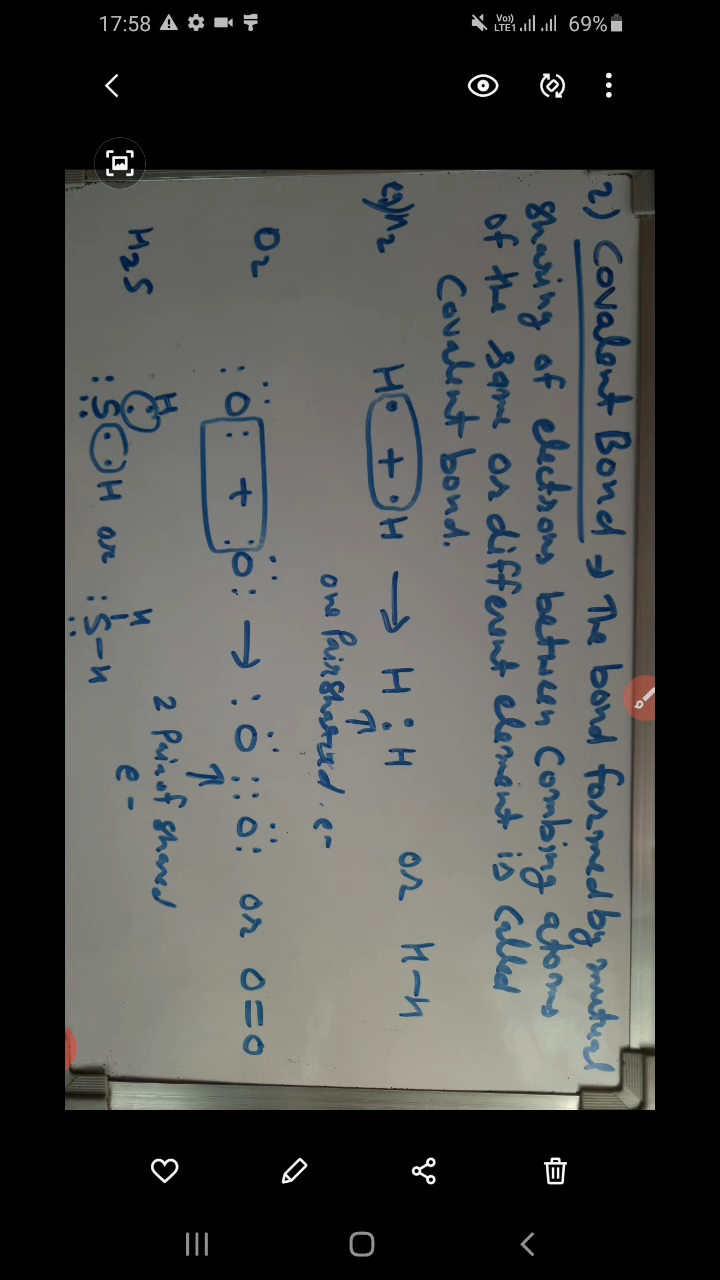 17:58
Vo))
LTE1
69%
2) Covalent Bond → The bond formed by mutual
sharing of electrons between Combing atoms
of the same or different element is called
Covalent bond.
eg) H2 H· + ·H → H : H or H-H
one Pair shared e-
O2 :Ö: + :Ö: → :Ö::Ö: or O=O
2 Pair of shared
e-
H2S H H
:S:H or :S-H